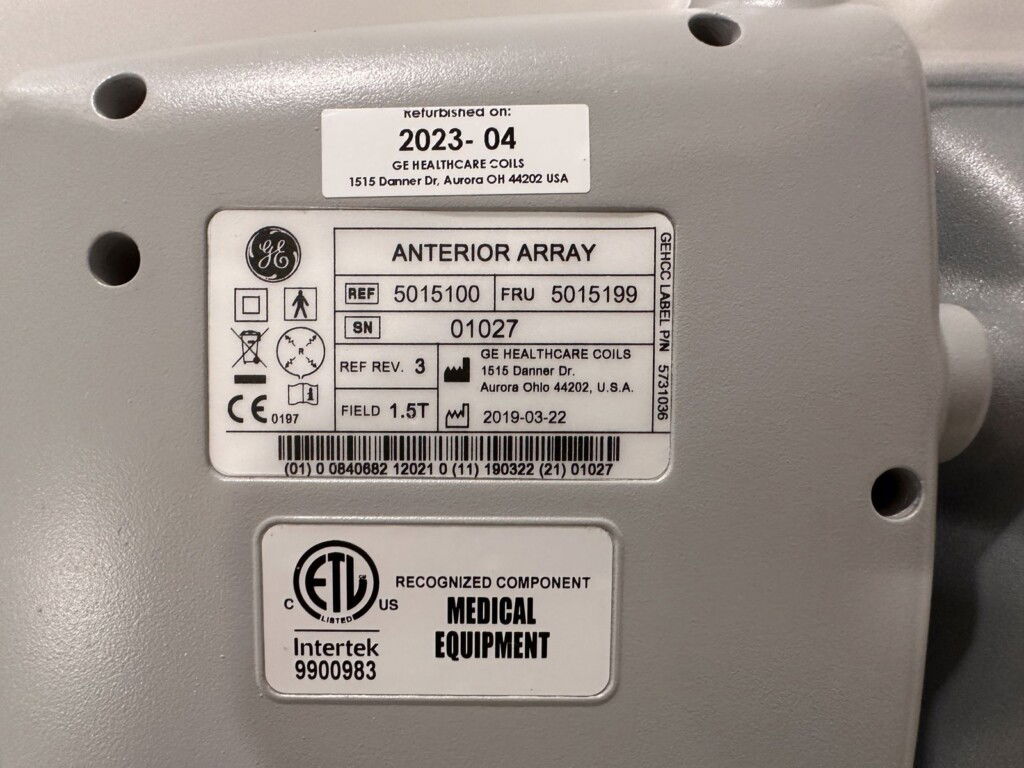 Refurbished on:
2023- 04
GE HEALTHCARE COILS
1515 Danner Dr, Aurora OH 44202 USA
GE
ANTERIOR ARRAY
REF 5015100 FRU 5015199
SN 01027
REF REV. 3
GE HEALTHCARE COILS
1515 Danner Dr.
Aurora Ohio 44202, U.S.A.
FIELD 1.5T
2019-03-22
R
i
CE 0197
GEHCC LABEL P/N 5731036
(01) 0 0840682 12021 0 (11) 190322 (21) 01027
ETL
LISTED
C US
Intertek
9900983
RECOGNIZED COMPONENT
MEDICAL
EQUIPMENT